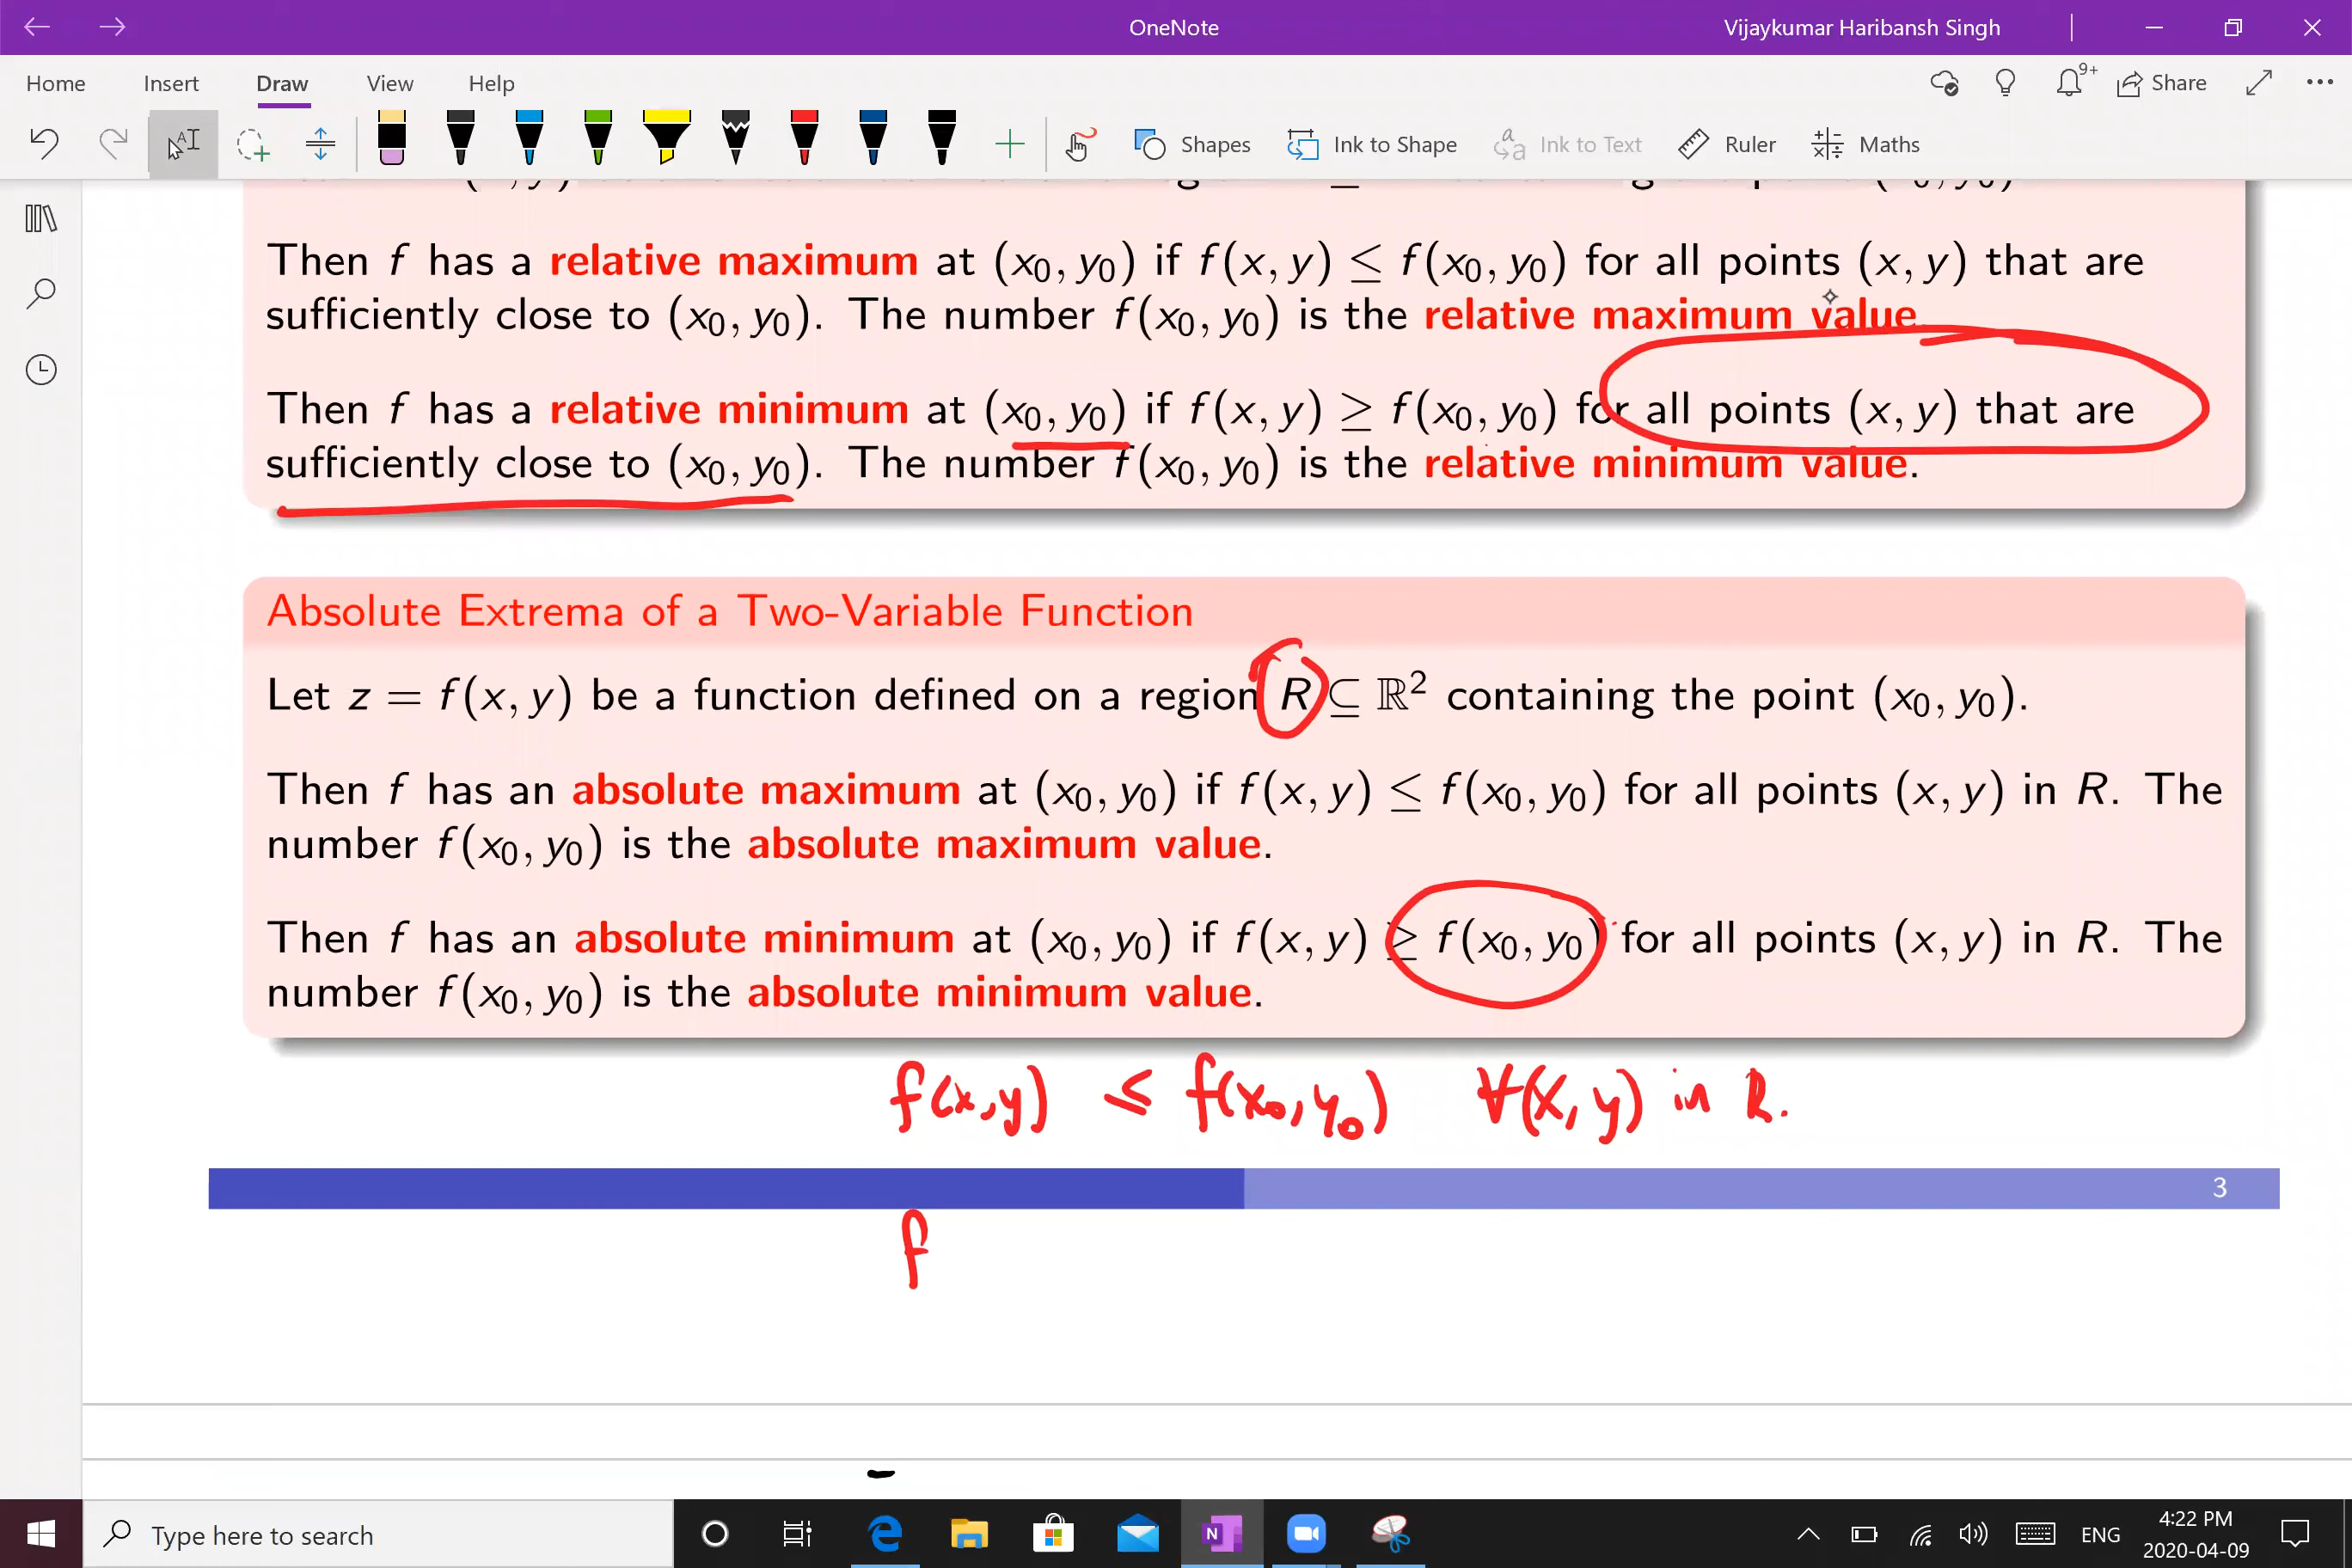 OneNote
Vijaykumar Haribansh Singh
Home Insert Draw View Help
9+ Share
Shapes Ink to Shape Ink to Text Ruler Maths
Then f has a relative maximum at (x₀, y₀) if f(x, y) ≤ f(x₀, y₀) for all points (x, y) that are
sufficiently close to (x₀, y₀). The number f(x₀, y₀) is the relative maximum value.
Then f has a relative minimum at (x₀, y₀) if f(x, y) ≥ f(x₀, y₀) for all points (x, y) that are
sufficiently close to (x₀, y₀). The number f(x₀, y₀) is the relative minimum value.
Absolute Extrema of a Two-Variable Function
Let z = f(x, y) be a function defined on a region R ⊆ ℝ² containing the point (x₀, y₀).
Then f has an absolute maximum at (x₀, y₀) if f(x, y) ≤ f(x₀, y₀) for all points (x, y) in R. The
number f(x₀, y₀) is the absolute maximum value.
Then f has an absolute minimum at (x₀, y₀) if f(x, y) ≥ f(x₀, y₀) for all points (x, y) in R. The
number f(x₀, y₀) is the absolute minimum value.
f(x,y) ≤ f(x₀,y₀) ∀(x,y) in R.
3
f
Type here to search
ENG
4:22 PM
2020-04-09